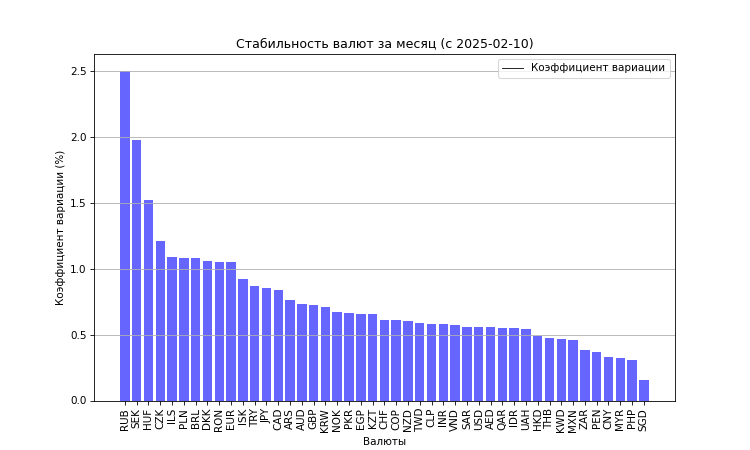 Стабильность валют за месяц (с 2025-02-10)
Коэффициент вариации
Коэффициент вариации (%)
2.5
2.0
1.5
1.0
0.5
0.0
RUB SEK HUF CZK ILS PLN BRL DKK RON EUR ISK TRY JPY CAD ARS AUD GBP KRW NOK PKR EGP KZT CHF COP NZD TWD CLP INR VND SAR USD AED QAR IDR UAH HKD THB KWD MXN ZAR PEN CNY MYR PHP SGD
Валюты